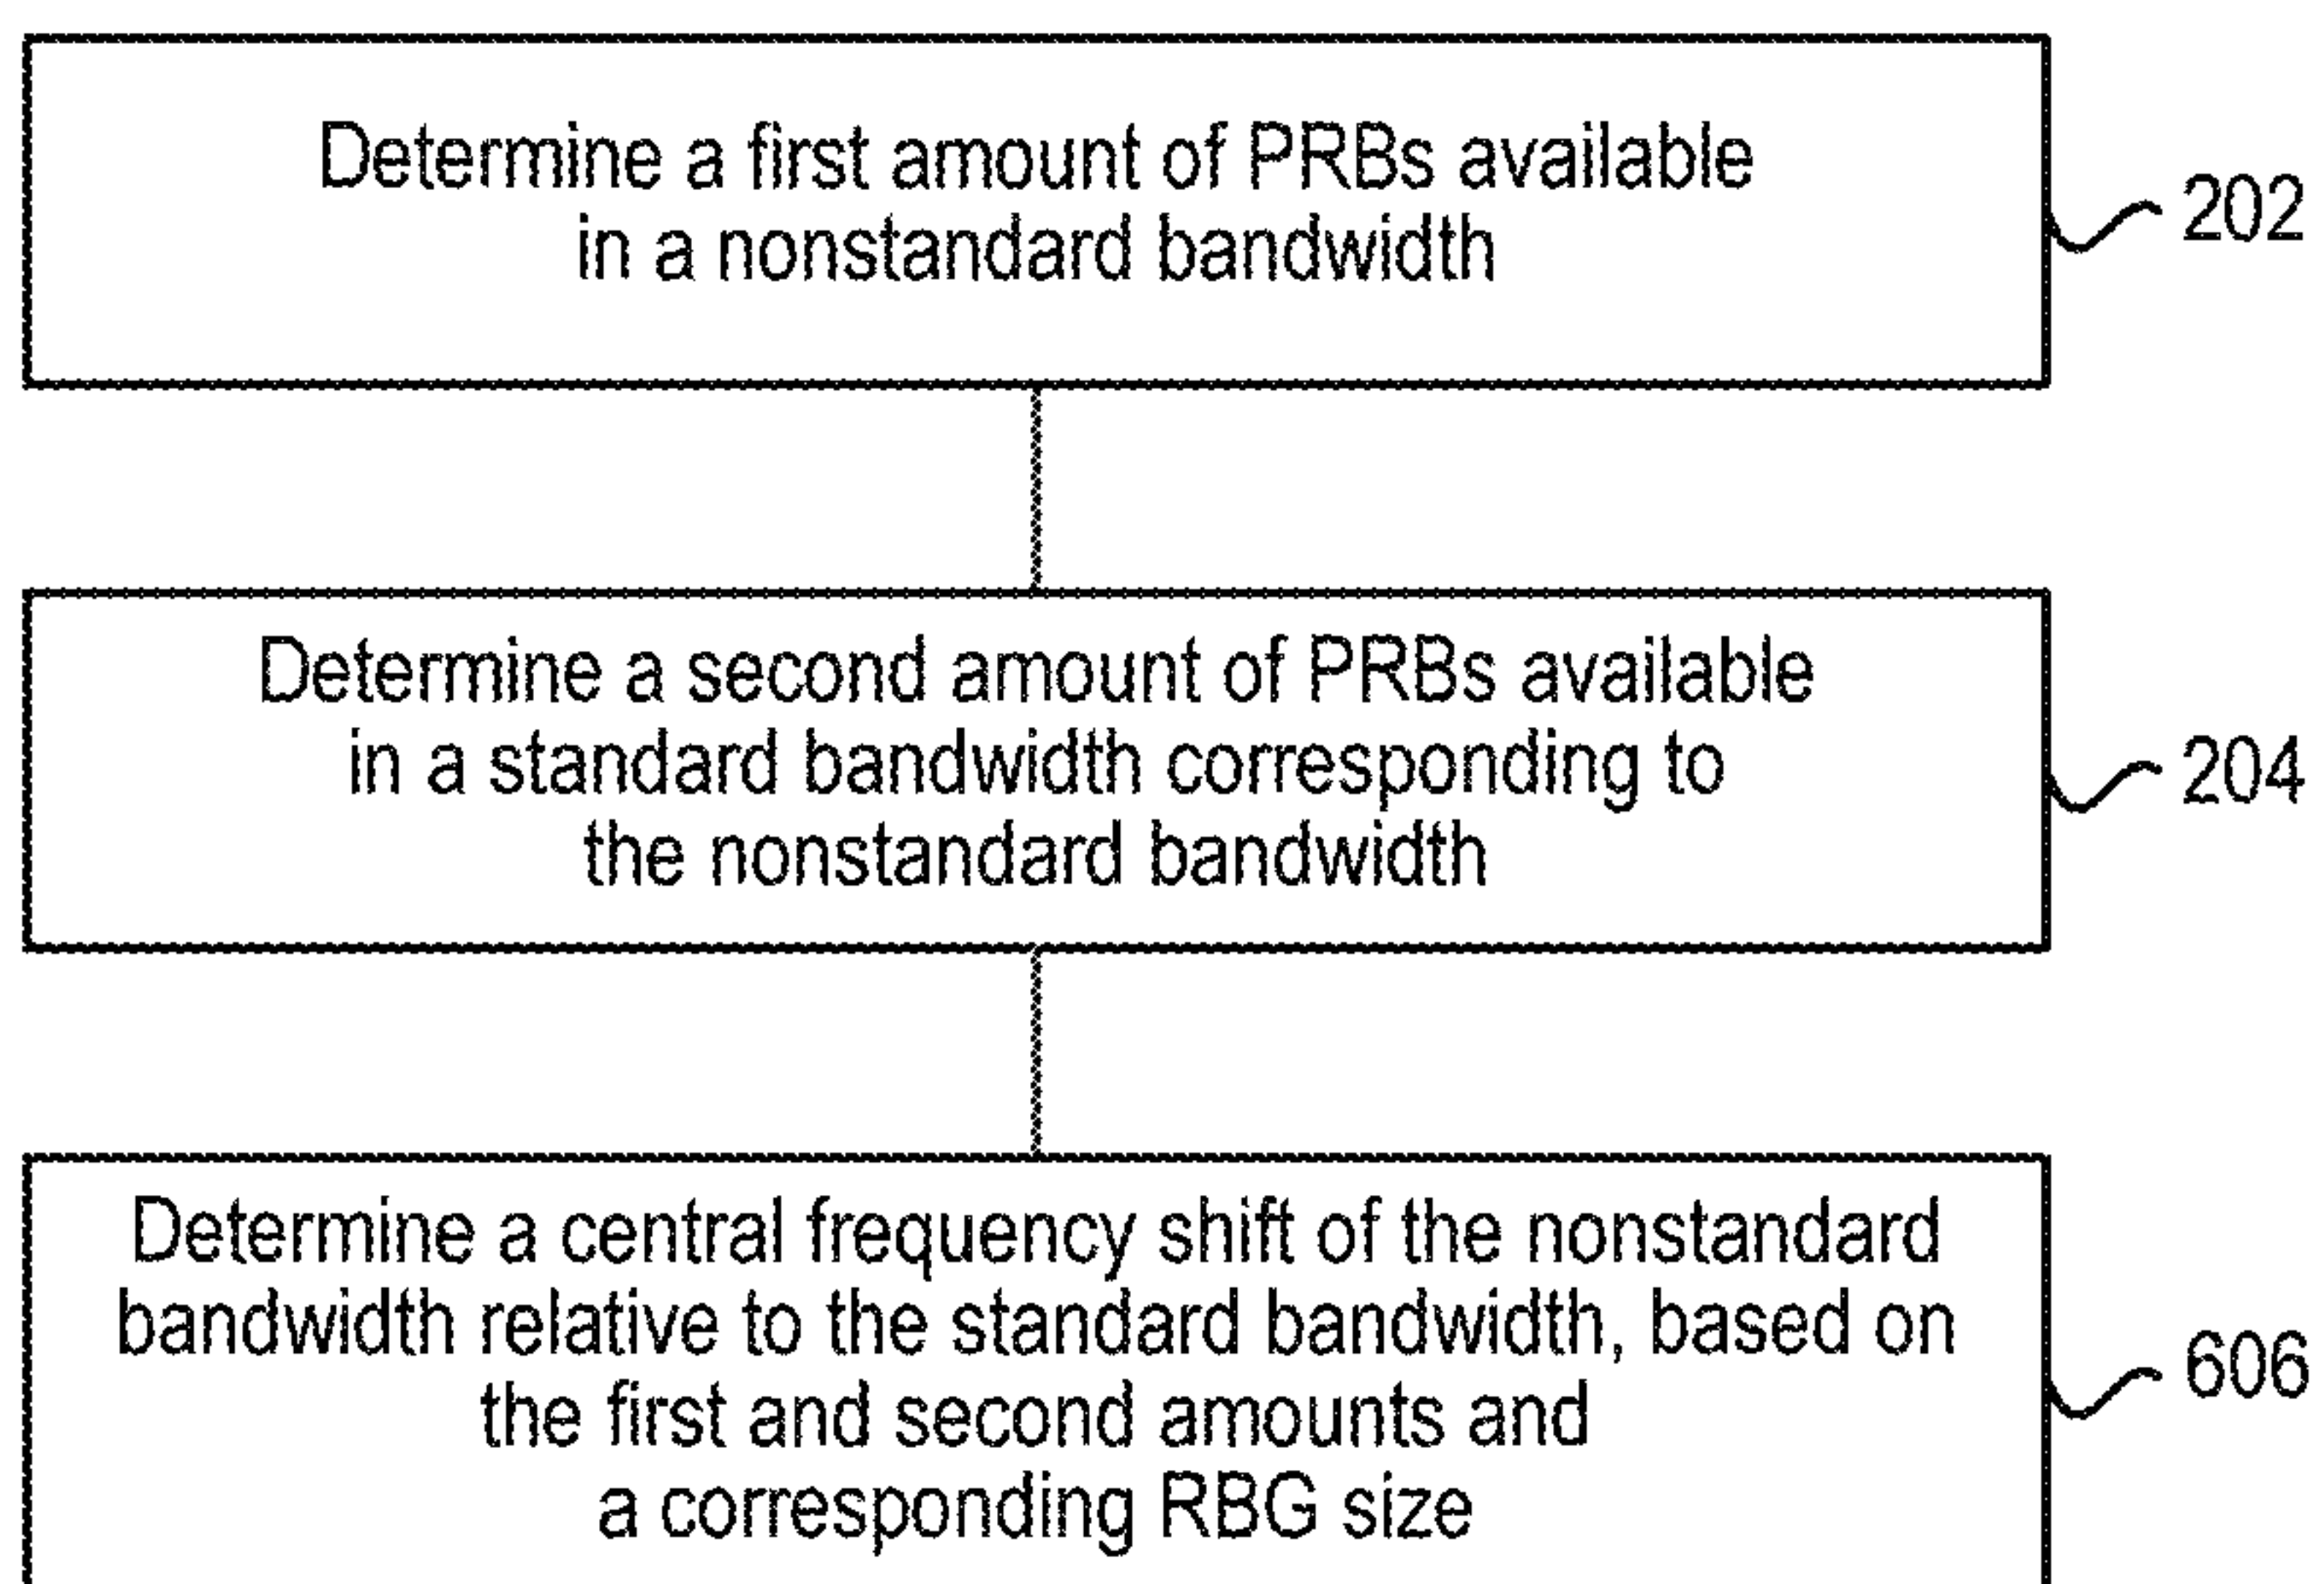 Determine a first amount of PRBs available
in a nonstandard bandwidth
202
Determine a second amount of PRBs available
in a standard bandwidth corresponding to
the nonstandard bandwidth
204
Determine a central frequency shift of the nonstandard
bandwidth relative to the standard bandwidth, based on
the first and second amounts and
a corresponding RBG size
606